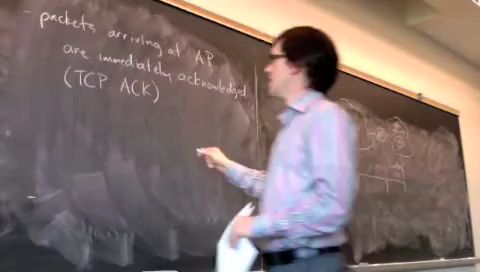 - packets arriving at AP
are immediately acknowledged
(TCP ACK)